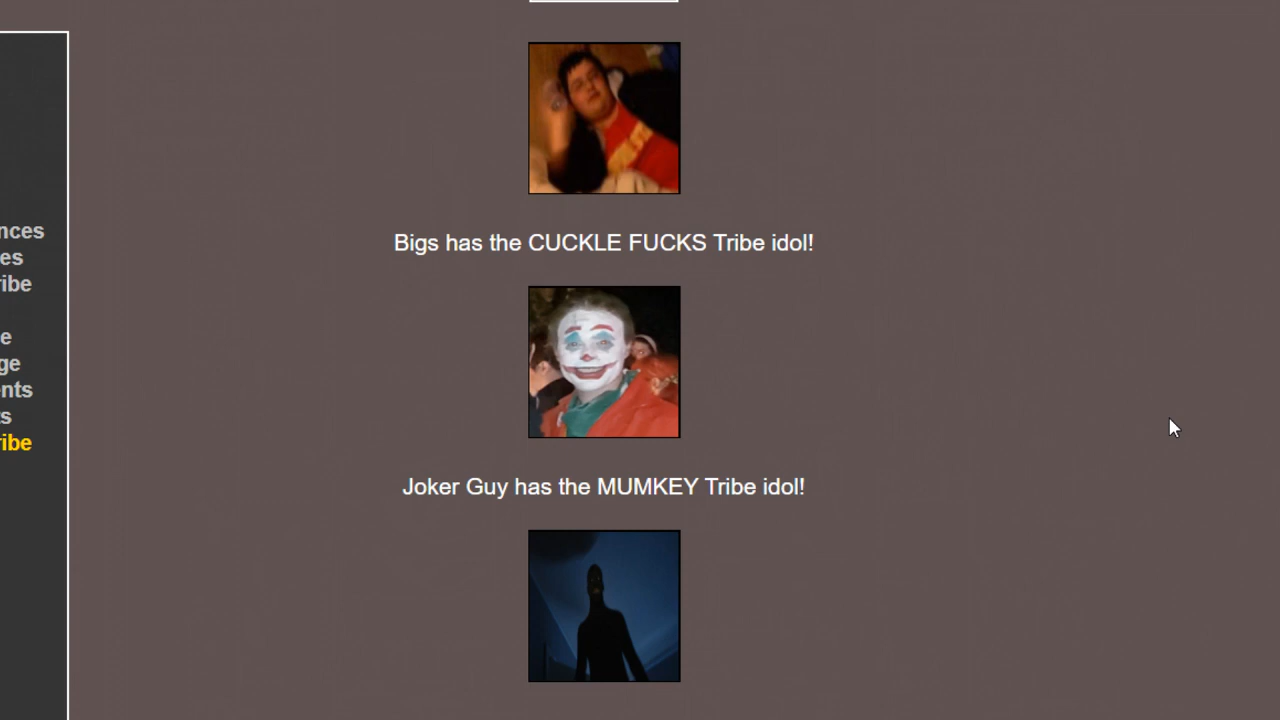 nces
es
ribe
e
ge
nts
ts
ribe
Bigs has the CUCKLE FUCKS Tribe idol!
Joker Guy has the MUMKEY Tribe idol!